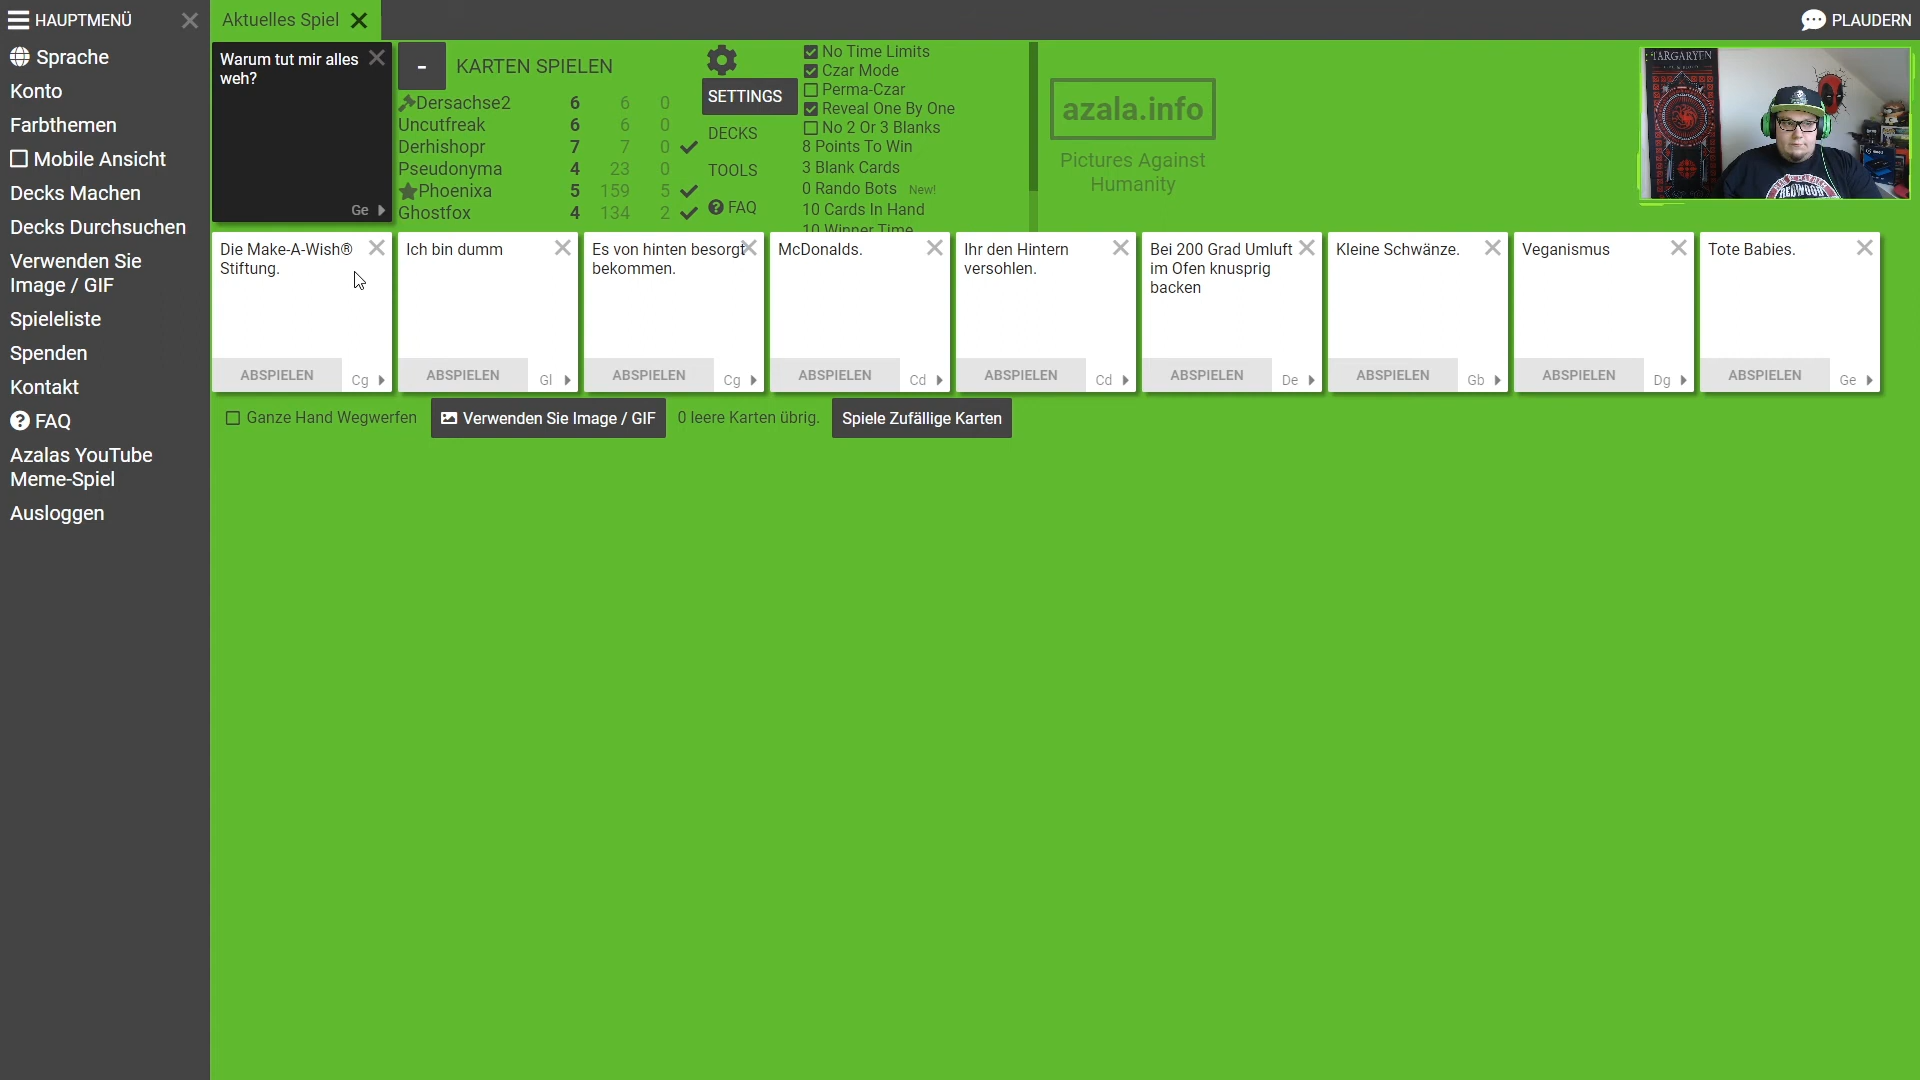 HAUPTMENÜ
Sprache
Konto
Farbthemen
Mobile Ansicht
Decks Machen
Decks Durchsuchen
Verwenden Sie
Image / GIF
Spieleliste
Spenden
Kontakt
FAQ
Azalas YouTube
Meme-Spiel
Ausloggen
Aktuelles Spiel
PLAUDERN
Warum tut mir alles
weh?
Ge
-
KARTEN SPIELEN
Dersachse2 6 6 0
Uncutfreak 6 6 0
Derhishopr 7 7 0
Pseudonyma 4 23 0
Phoenixa 5 159 5
Ghostfox 4 134 2
SETTINGS
DECKS
TOOLS
FAQ
No Time Limits
Czar Mode
Perma-Czar
Reveal One By One
No 2 Or 3 Blanks
8 Points To Win
3 Blank Cards
0 Rando Bots New!
10 Cards In Hand
10 Winner Time
azala.info
Pictures Against
Humanity
TARGARYEN
Die Make-A-Wish®
Stiftung.
ABSPIELEN
Cg
Ich bin dumm
ABSPIELEN
Gl
Es von hinten besorgt
bekommen.
ABSPIELEN
Cg
McDonalds.
ABSPIELEN
Cd
Ihr den Hintern
versohlen.
ABSPIELEN
Cd
Bei 200 Grad Umluft
im Ofen knusprig
backen
ABSPIELEN
De
Kleine Schwänze.
ABSPIELEN
Gb
Veganismus
ABSPIELEN
Dg
Tote Babies.
ABSPIELEN
Ge
Ganze Hand Wegwerfen
Verwenden Sie Image / GIF
0 leere Karten übrig.
Spiele Zufällige Karten